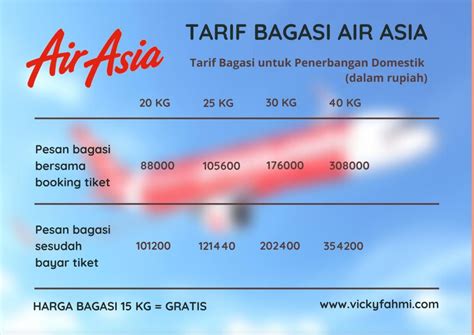 AirAsia
TARIF BAGASI AIR ASIA
Tarif Bagasi untuk Penerbangan Domestik
(dalam rupiah)
20 KG 25 KG 30 KG 40 KG
Pesan bagasi
bersama
booking tiket
88000 105600 176000 308000
Pesan bagasi
sesudah
bayar tiket
101200 121440 202400 354200
HARGA BAGASI 15 KG = GRATIS
www.vickyfahmi.com